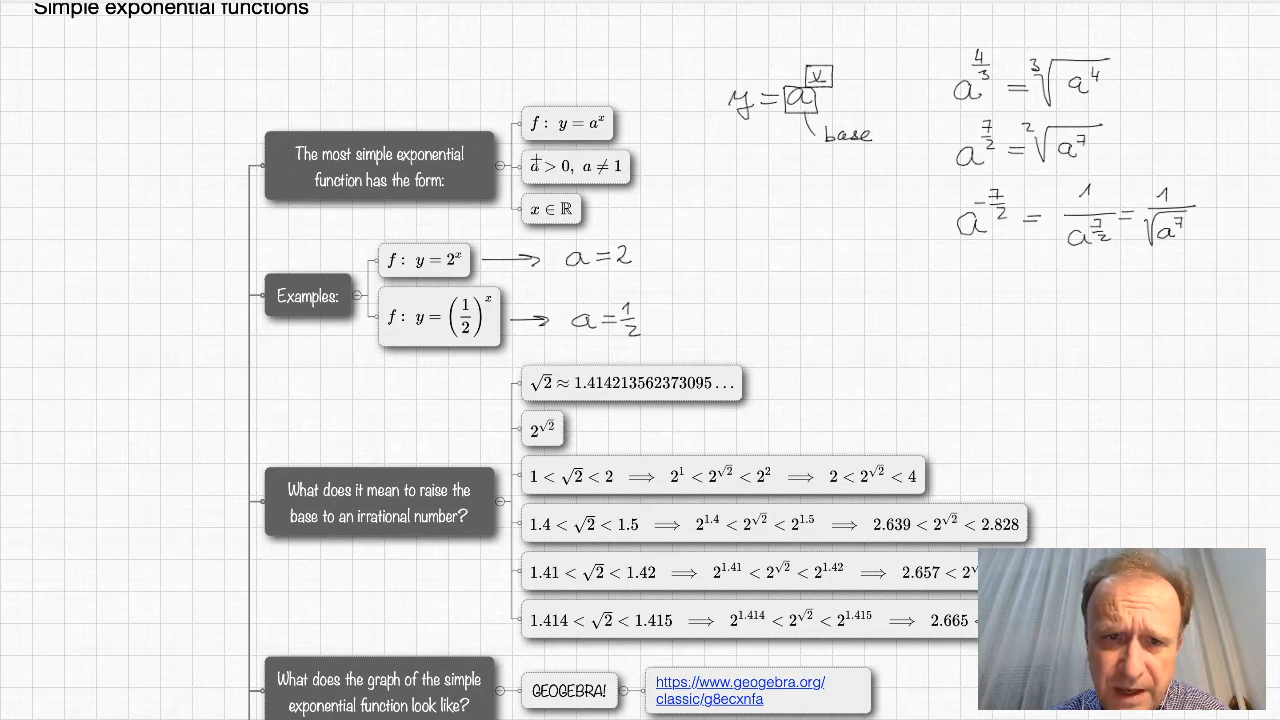 Simple exponential functions
The most simple exponential
function has the form:
f : y = a^x
a > 0, a ≠ 1
+
x ∈ ℝ
y = a^x
base
a^(4/3) = ³√(a⁴)
a^(7/2) = ²√(a⁷)
a^(-7/2) = 1/a^(7/2) = 1/√(a⁷)
Examples:
f : y = 2^x → a = 2
f : y = (1/2)^x → a = 1/2
What does it mean to raise the
base to an irrational number?
√2 ≈ 1.414213562373095 …
2^√2
1 < √2 < 2 ⟹ 2^1 < 2^√2 < 2^2 ⟹ 2 < 2^√2 < 4
1.4 < √2 < 1.5 ⟹ 2^1.4 < 2^√2 < 2^1.5 ⟹ 2.639 < 2^√2 < 2.828
1.41 < √2 < 1.42 ⟹ 2^1.41 < 2^√2 < 2^1.42 ⟹ 2.657 < 2^√
1.414 < √2 < 1.415 ⟹ 2^1.414 < 2^√2 < 2^1.415 ⟹ 2.665 <
What does the graph of the simple
exponential function look like?
GEOGEBRA!
https://www.geogebra.org/
classic/g8ecxnfa